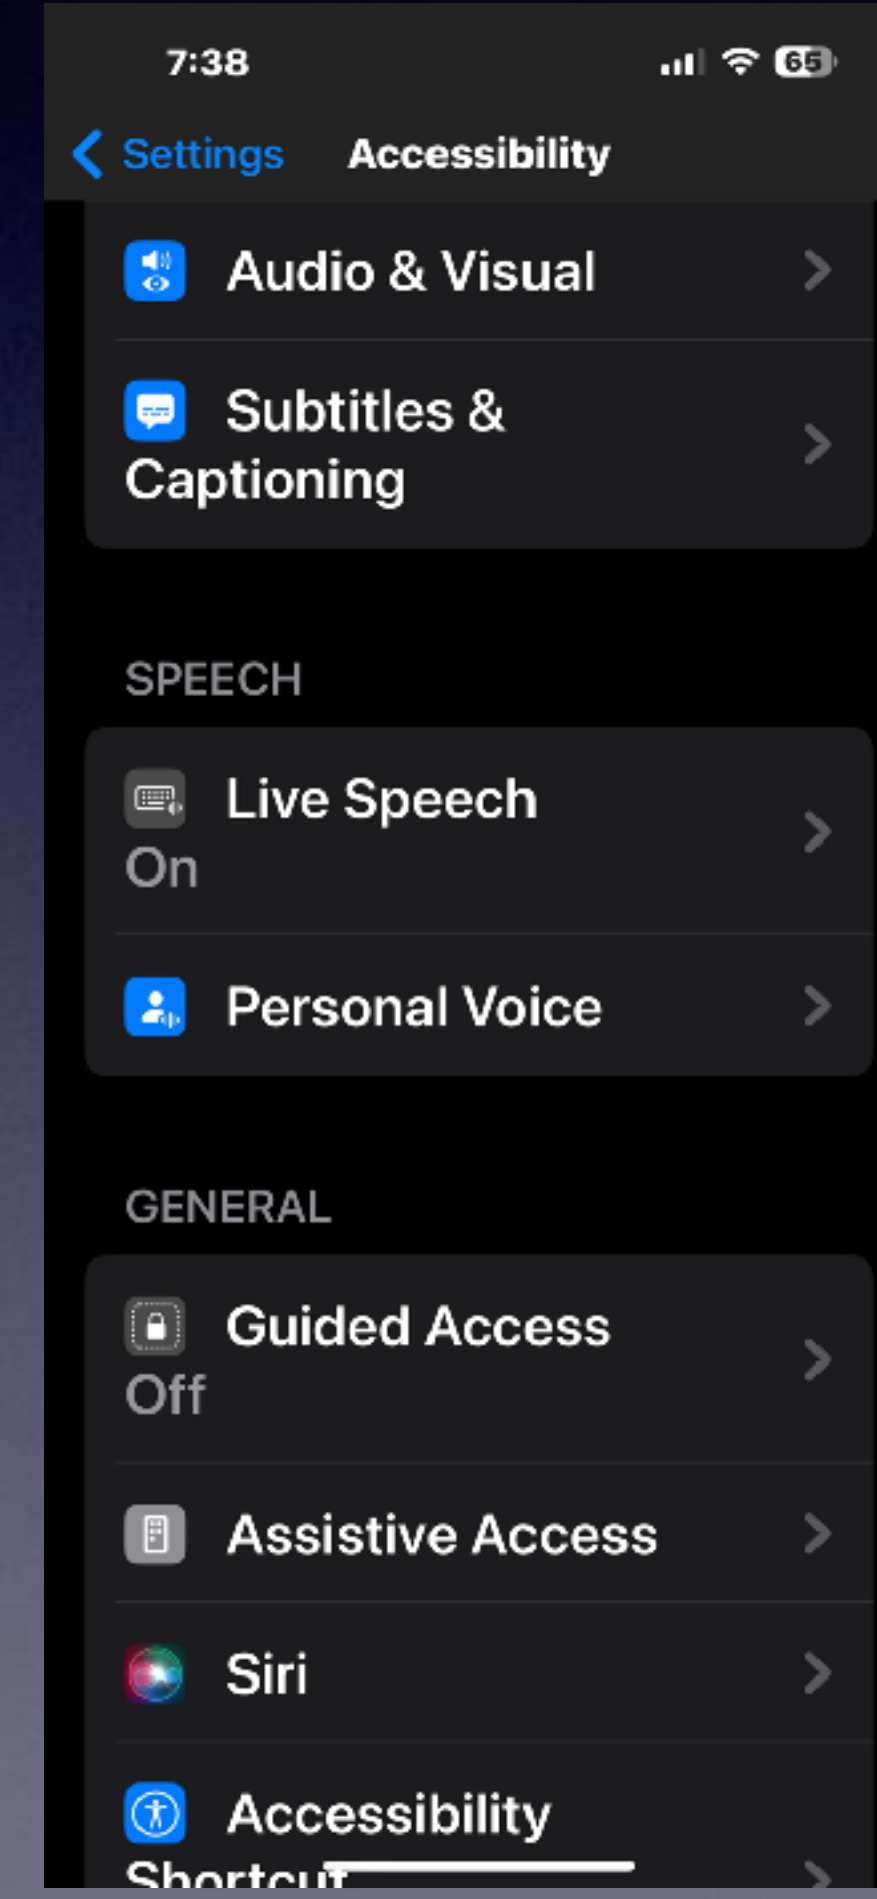 7:38
65
Settings
Accessibility
Audio & Visual
Subtitles &
Captioning
SPEECH
Live Speech
On
Personal Voice
GENERAL
Guided Access
Off
Assistive Access
Siri
Accessibility
Shortcut